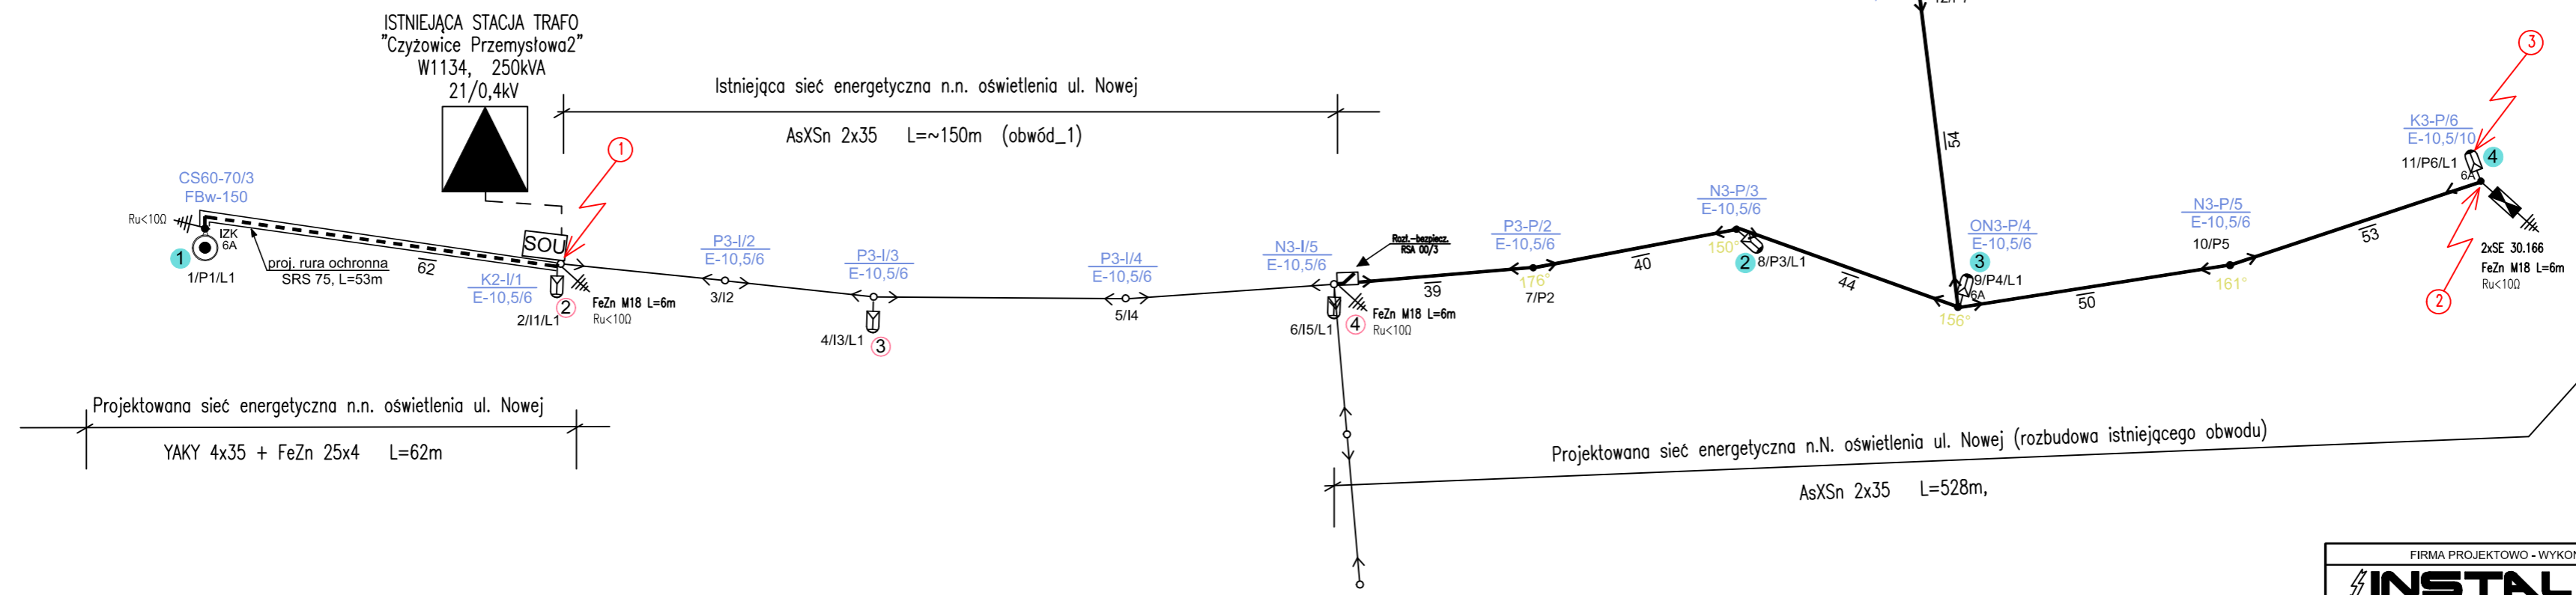 ISTNIEJĄCA STACJA TRAFO
"Czyżowice Przemysłowa2"
W1134, 250kVA
21/0,4kV
Istniejąca sieć energetyczna n.n. oświetlenia ul. Nowej
AsXSn 2x35 L=~150m (obwód_1)
1
3
54
K3-P/6
E-10,5/10
11/P6/L1
6A
4
CS60-70/3
FBw-150
Ru<10Ω
IZK
6A
1
1/P1/L1
proj. rura ochronna
SRS 75, L=53m
62
SOU
K2-I/1
E-10,5/6
2/I1/L1
2
FeZn M18 L=6m
Ru<10Ω
P3-I/2
E-10,5/6
3/I2
P3-I/3
E-10,5/6
4/I3/L1
3
P3-I/4
E-10,5/6
5/I4
N3-I/5
E-10,5/6
6/I5/L1
4
Rozł.-bezpiecz.
RSA 00/3
FeZn M18 L=6m
Ru<10Ω
39
P3-P/2
E-10,5/6
176°
7/P2
40
N3-P/3
E-10,5/6
150°
2
8/P3/L1
44
ON3-P/4
E-10,5/6
3
9/P4/L1
6A
156°
50
N3-P/5
E-10,5/6
10/P5
161°
53
2xSE 30.166
FeZn M18 L=6m
Ru<10Ω
2
Projektowana sieć energetyczna n.n. oświetlenia ul. Nowej
YAKY 4x35 + FeZn 25x4 L=62m
Projektowana sieć energetyczna n.N. oświetlenia ul. Nowej (rozbudowa istniejącego obwodu)
AsXSn 2x35 L=528m,
FIRMA PROJEKTOWO - WYKON
INSTAL